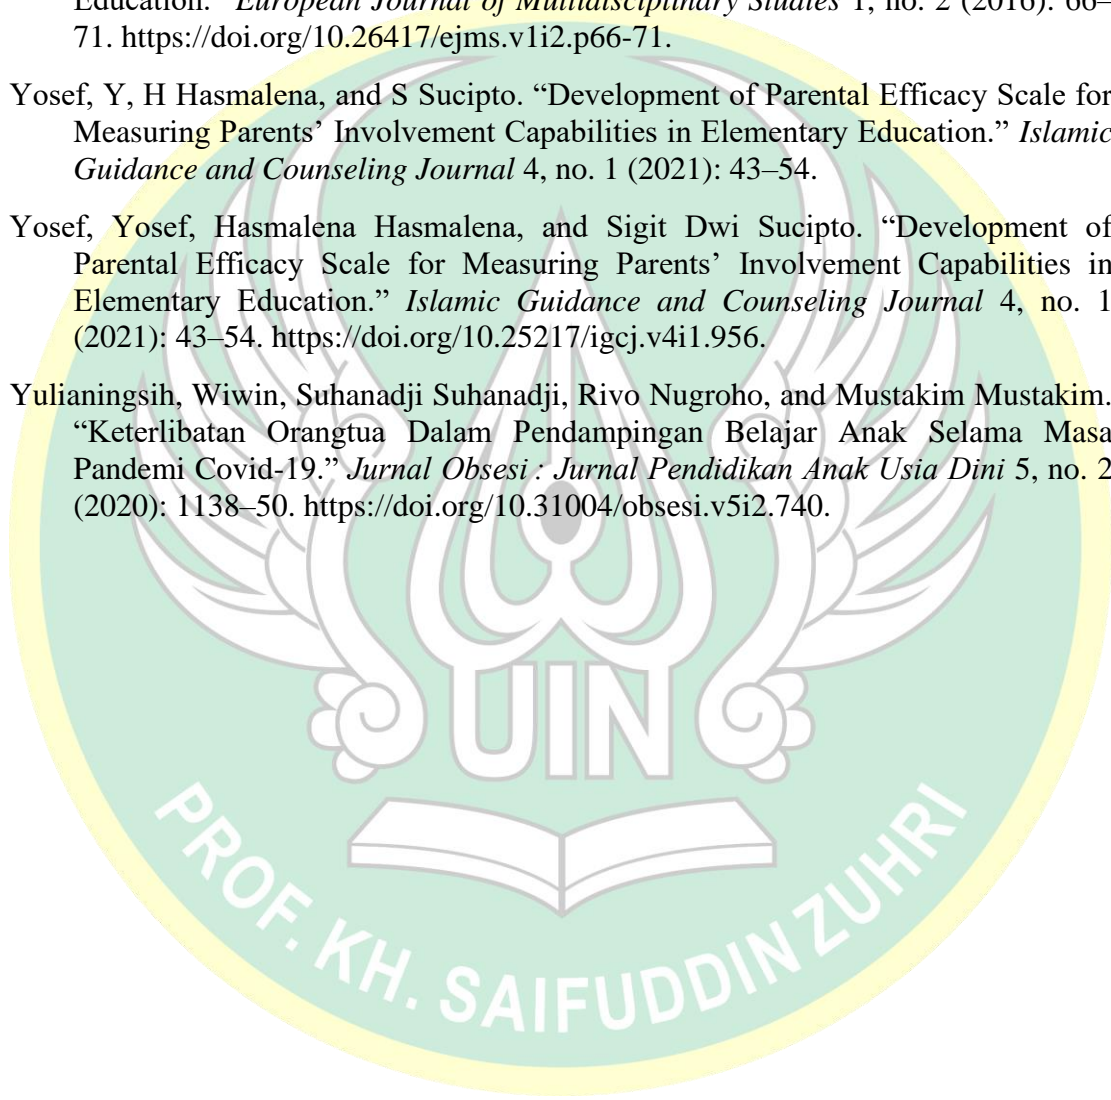 Education.” European Journal of Multidisciplinary Studies 1, no. 2 (2016): 66–
71. https://doi.org/10.26417/ejms.v1i2.p66-71.
Yosef, Y, H Hasmalena, and S Sucipto. “Development of Parental Efficacy Scale for
Measuring Parents’ Involvement Capabilities in Elementary Education.” Islamic
Guidance and Counseling Journal 4, no. 1 (2021): 43–54.
Yosef, Yosef, Hasmalena Hasmalena, and Sigit Dwi Sucipto. “Development of
Parental Efficacy Scale for Measuring Parents’ Involvement Capabilities in
Elementary Education.” Islamic Guidance and Counseling Journal 4, no. 1
(2021): 43–54. https://doi.org/10.25217/igcj.v4i1.956.
Yulianingsih, Wiwin, Suhanadji Suhanadji, Rivo Nugroho, and Mustakim Mustakim.
“Keterlibatan Orangtua Dalam Pendampingan Belajar Anak Selama Masa
Pandemi Covid-19.” Jurnal Obsesi : Jurnal Pendidikan Anak Usia Dini 5, no. 2
(2020): 1138–50. https://doi.org/10.31004/obsesi.v5i2.740.
UIN
PROF. KH. SAIFUDDIN ZUHRI